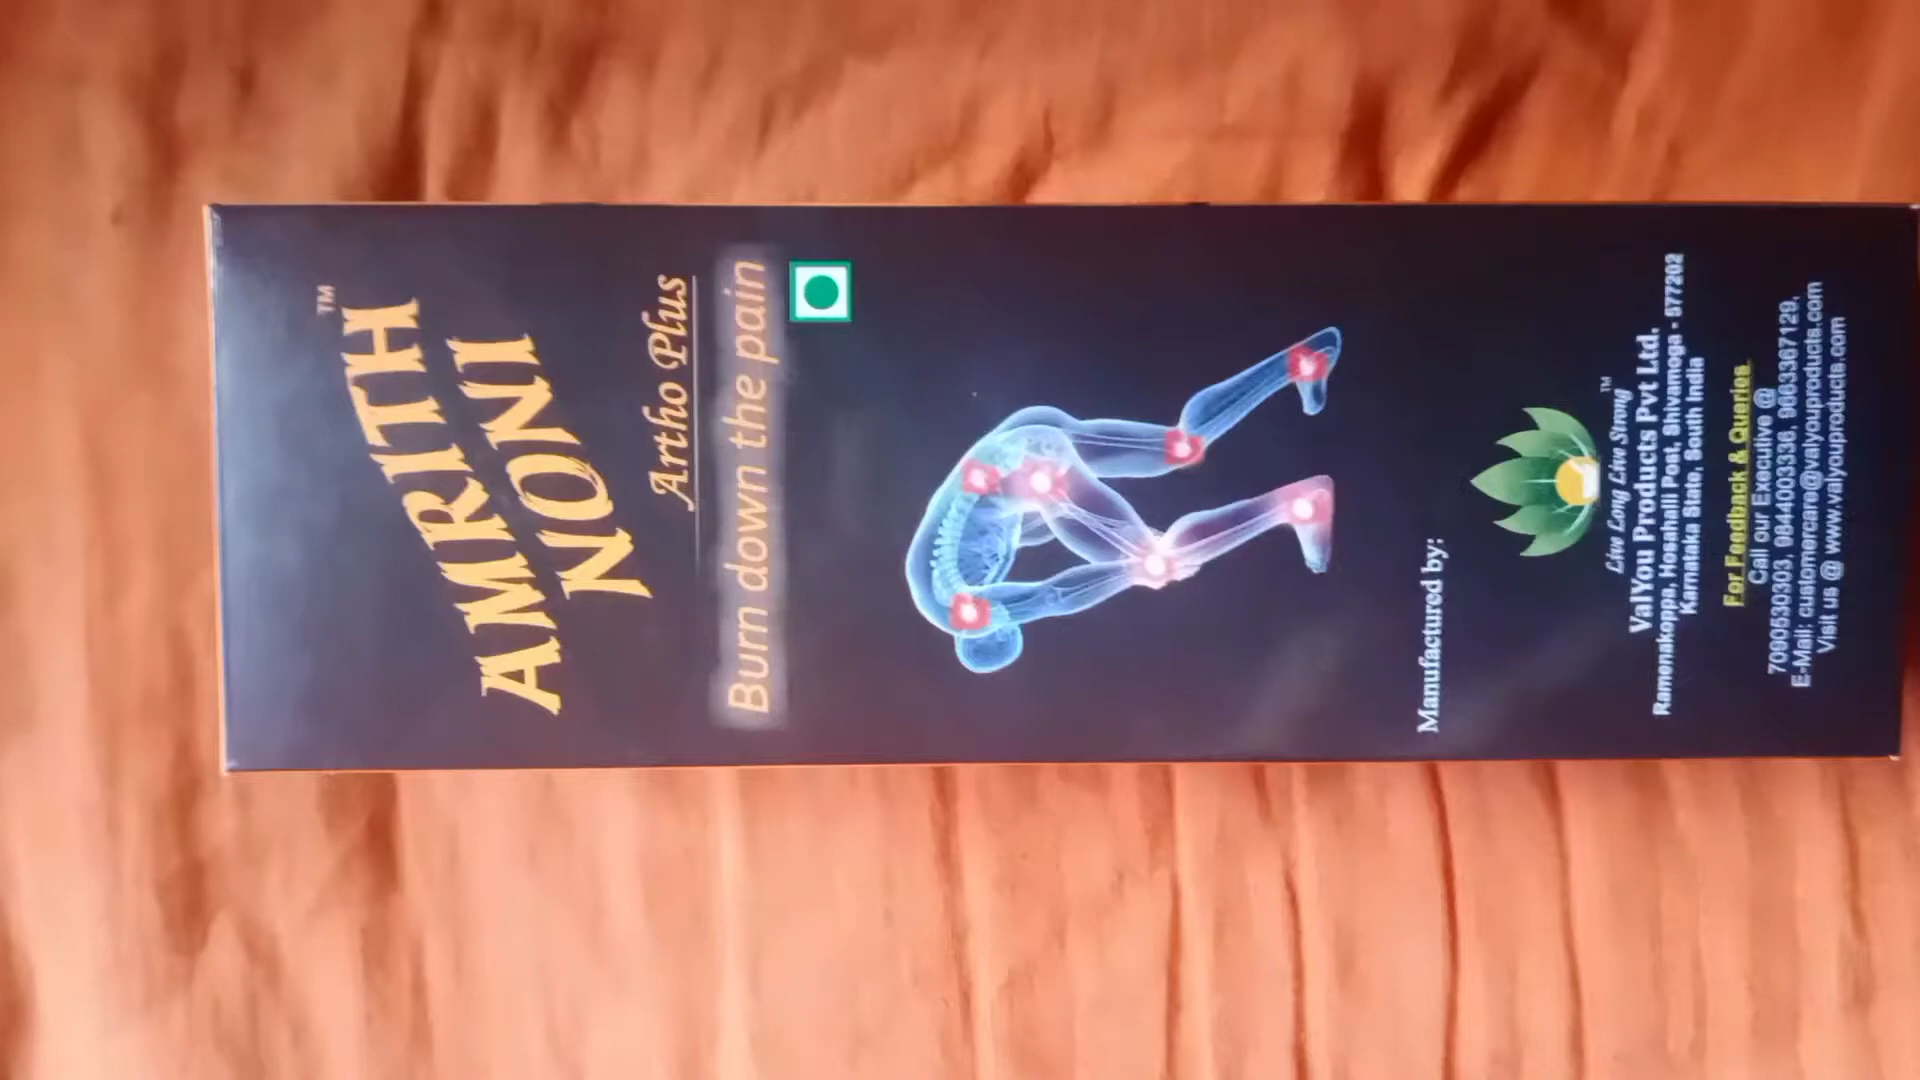 AMRITH™
NONI
Artho Plus
Burn down the pain
Manufactured by:
Live Long Live Strong™
ValYou Products Pvt Ltd.
Ramenakoppa, Hosahalli Post, Shivamoga - 577202
Karnataka State, South India
For Feedback & Queries
Call our Executive @
7090530303, 9844003336, 9663367129,
E-Mail: customercare@valyouproducts.com
Visit us @ www.valyouproducts.com